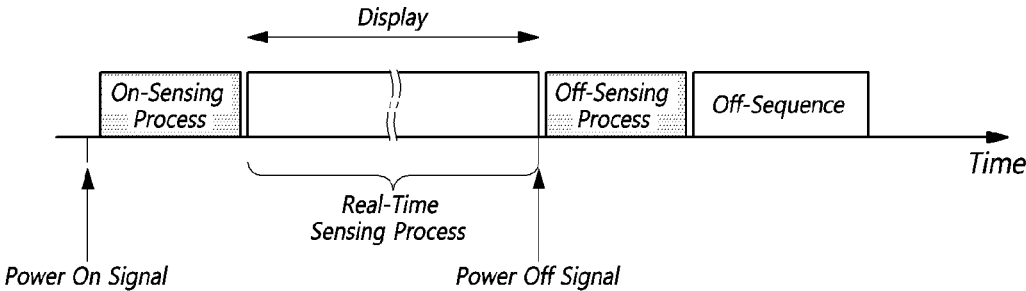 Display
On-Sensing
Process
Off-Sensing
Process
Off-Sequence
Time
Real-Time
Sensing Process
Power On Signal
Power Off Signal